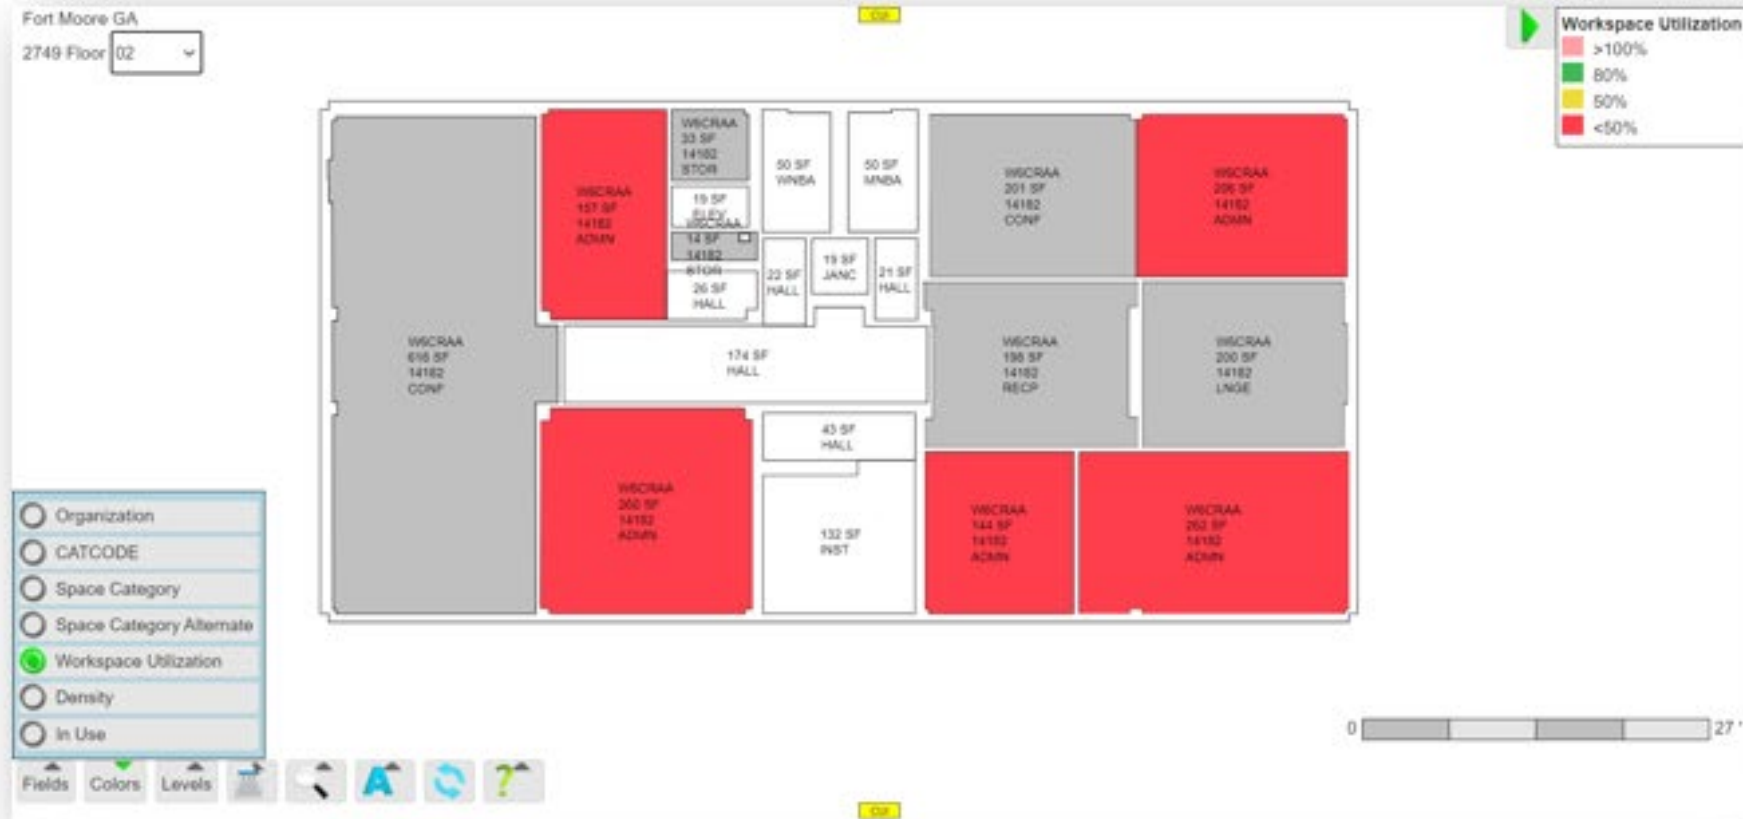 Fort Moore GA
2749 Floor 02
CUI
Workspace Utilization
>100%
80%
50%
<50%
W6CRAA
616 SF
14182
CONF
W6CRAA
157 SF
14182
ADMN
W6CRAA
33 SF
14182
STOR
19 SF
ELEV
W6CRAA
14 SF
14182
STOR
26 SF
HALL
50 SF
WNBA
50 SF
MNBA
22 SF
HALL
19 SF
JANC
21 SF
HALL
W6CRAA
201 SF
14182
CONF
W6CRAA
206 SF
14182
ADMN
174 SF
HALL
W6CRAA
198 SF
14182
RECP
W6CRAA
200 SF
14182
LNGE
43 SF
HALL
W6CRAA
260 SF
14182
ADMN
132 SF
INST
W6CRAA
144 SF
14182
ADMN
W6CRAA
262 SF
14182
ADMN
Organization
CATCODE
Space Category
Space Category Alternate
Workspace Utilization
Density
In Use
0
27 '
Fields
Colors
Levels
A
?
CUI